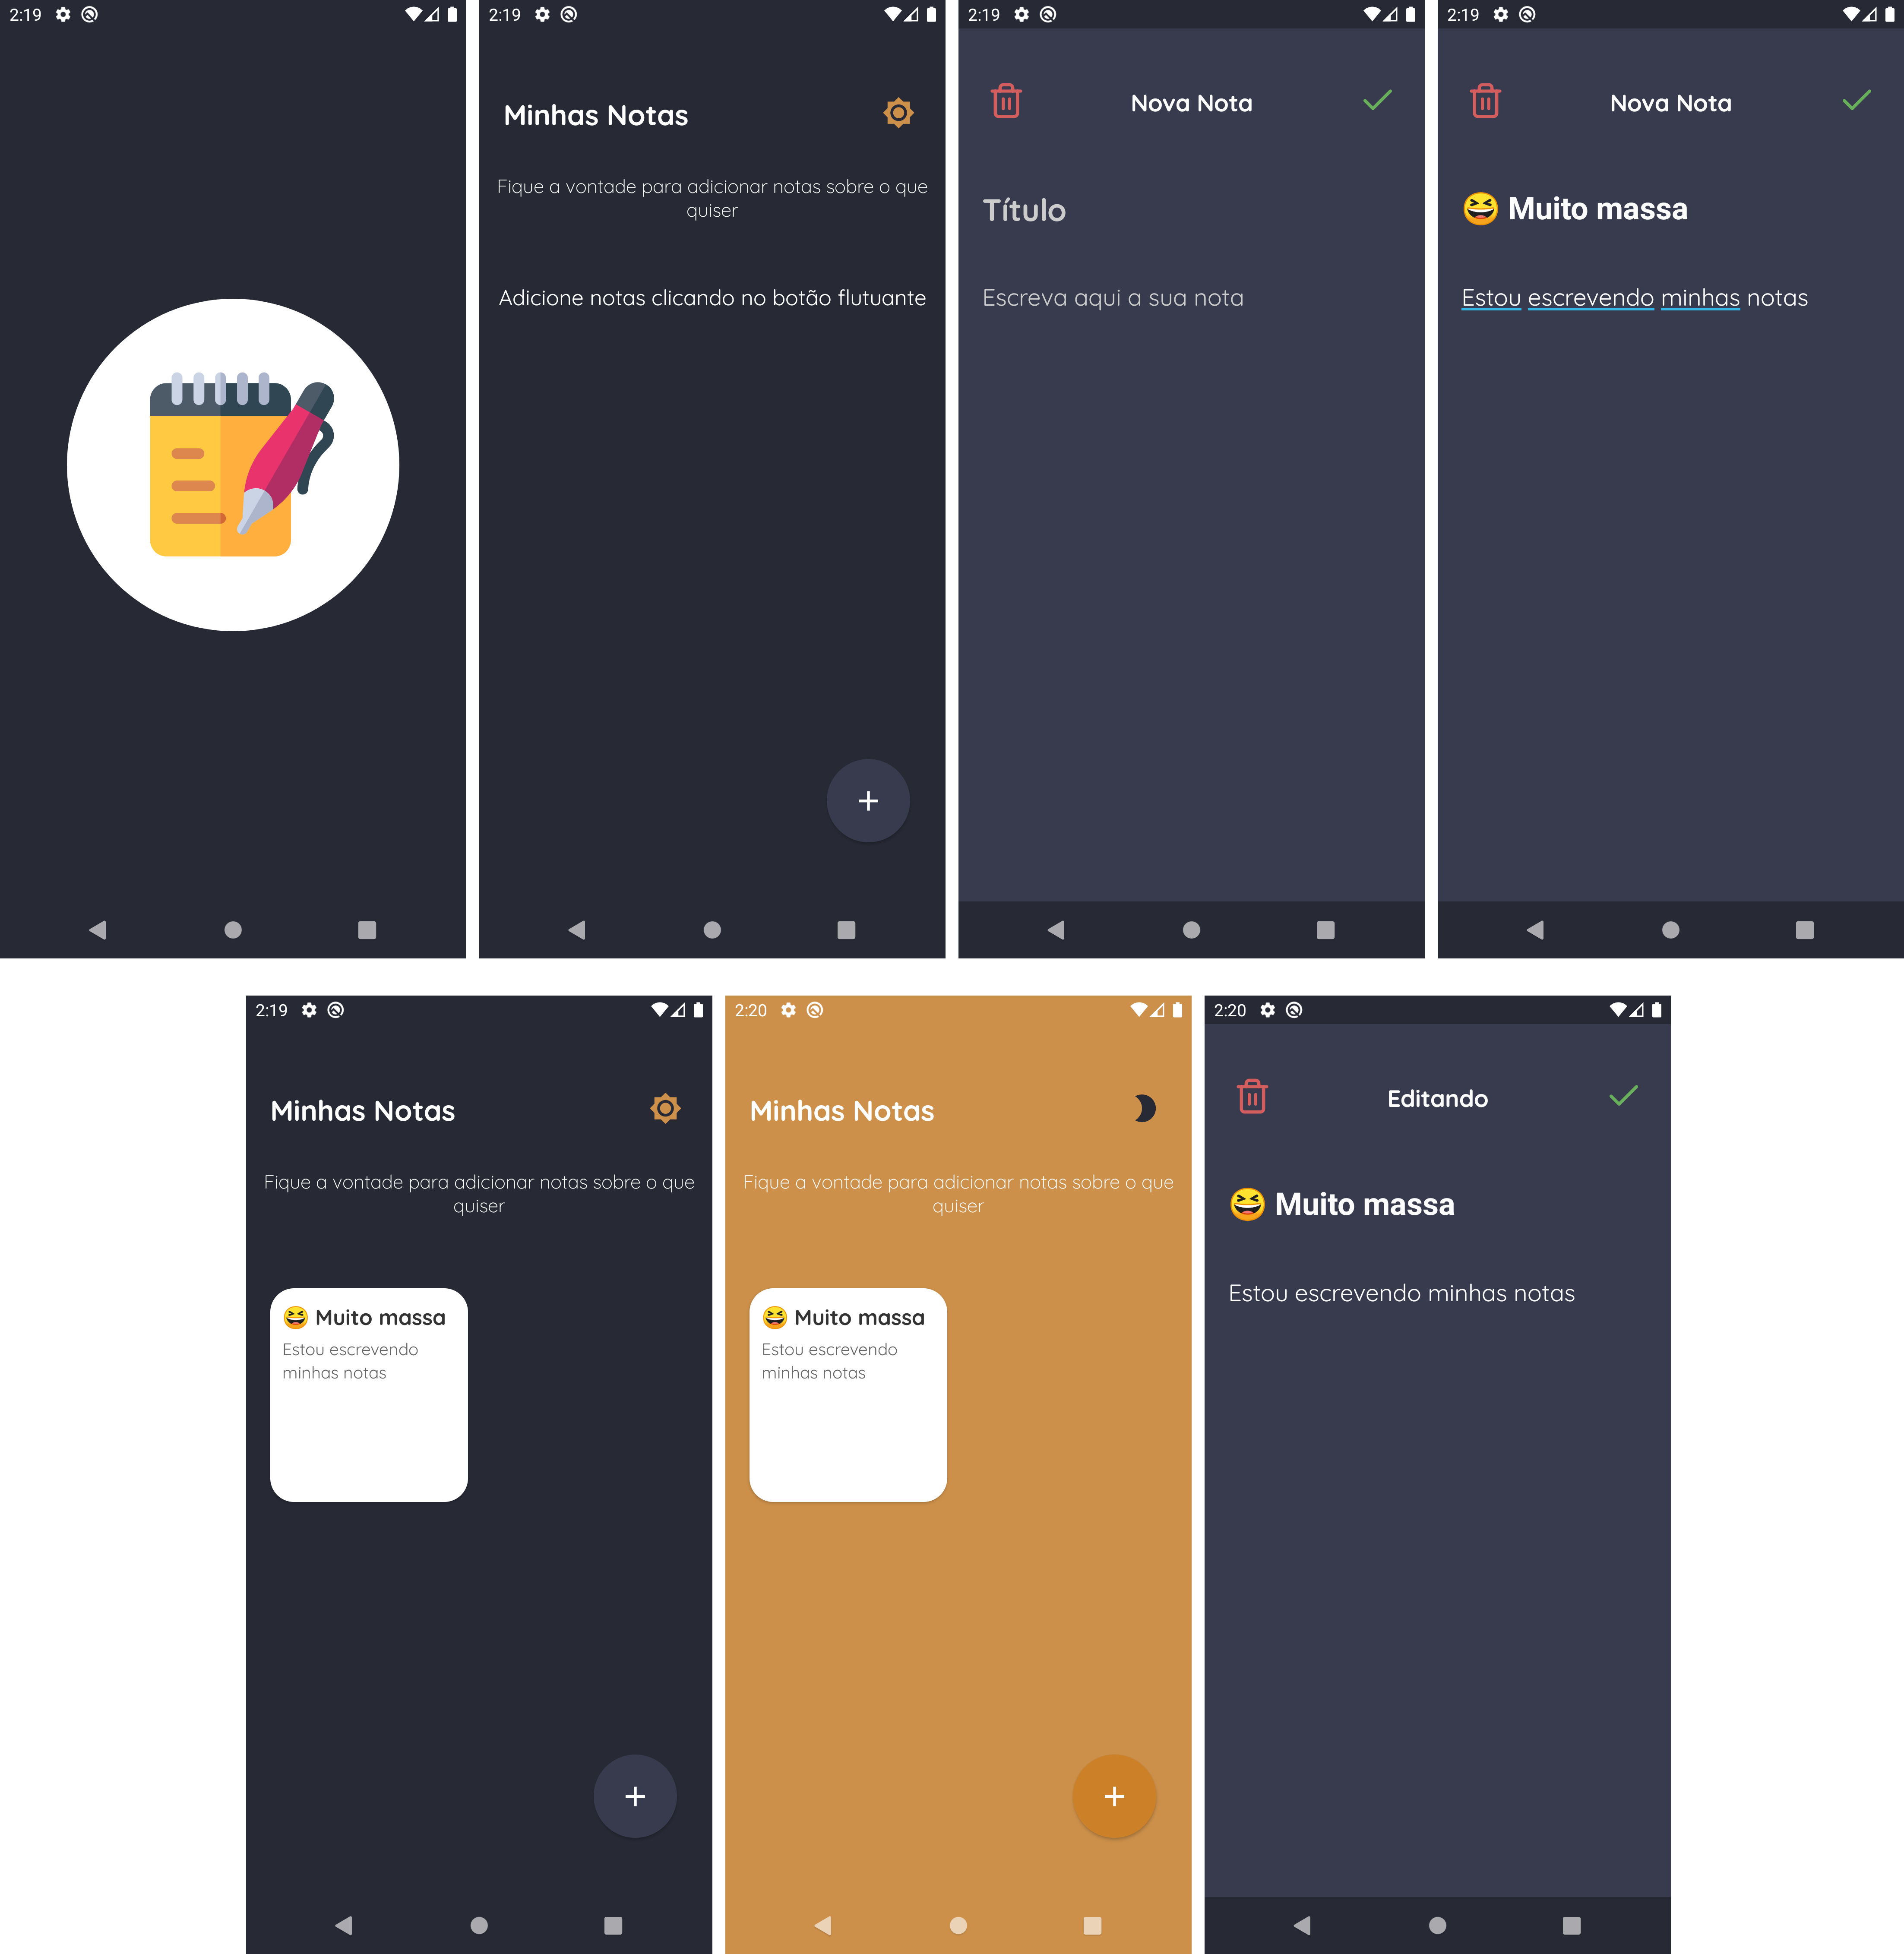 2:19
2:19
Minhas Notas
Fique a vontade para adicionar notas sobre o que
quiser
Adicione notas clicando no botão flutuante
+
2:19
Nova Nota
Título
Escreva aqui a sua nota
2:19
Nova Nota
😆 Muito massa
Estou escrevendo minhas notas
2:19
Minhas Notas
Fique a vontade para adicionar notas sobre o que
quiser
😆 Muito massa
Estou escrevendo
minhas notas
+
2:20
Minhas Notas
Fique a vontade para adicionar notas sobre o que
quiser
😆 Muito massa
Estou escrevendo
minhas notas
+
2:20
Editando
😆 Muito massa
Estou escrevendo minhas notas